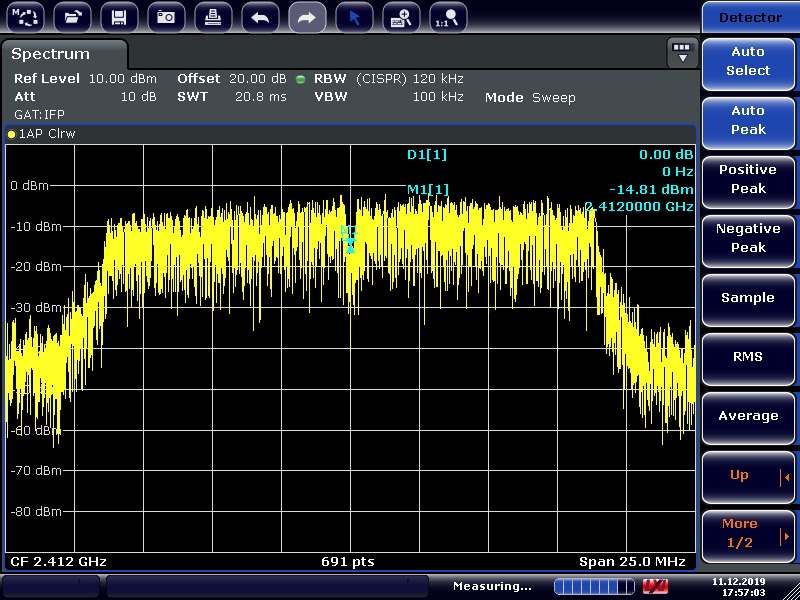 Detector
Spectrum
Ref Level 10.00 dBm Offset 20.00 dB RBW (CISPR) 120 kHz
Att 10 dB SWT 20.8 ms VBW 100 kHz Mode Sweep
GAT:IFP
1AP Clrw
D1[1] 0.00 dB
0 Hz
M1[1] -14.81 dBm
2.4120000 GHz
0 dBm
-10 dBm
-20 dBm
-30 dBm
-60 dBm
-70 dBm
-80 dBm
CF 2.412 GHz 691 pts Span 25.0 MHz
Measuring...
11.12.2019
17:57:03
Auto
Select
Auto
Peak
Positive
Peak
Negative
Peak
Sample
RMS
Average
Up
More
1/2
1:1